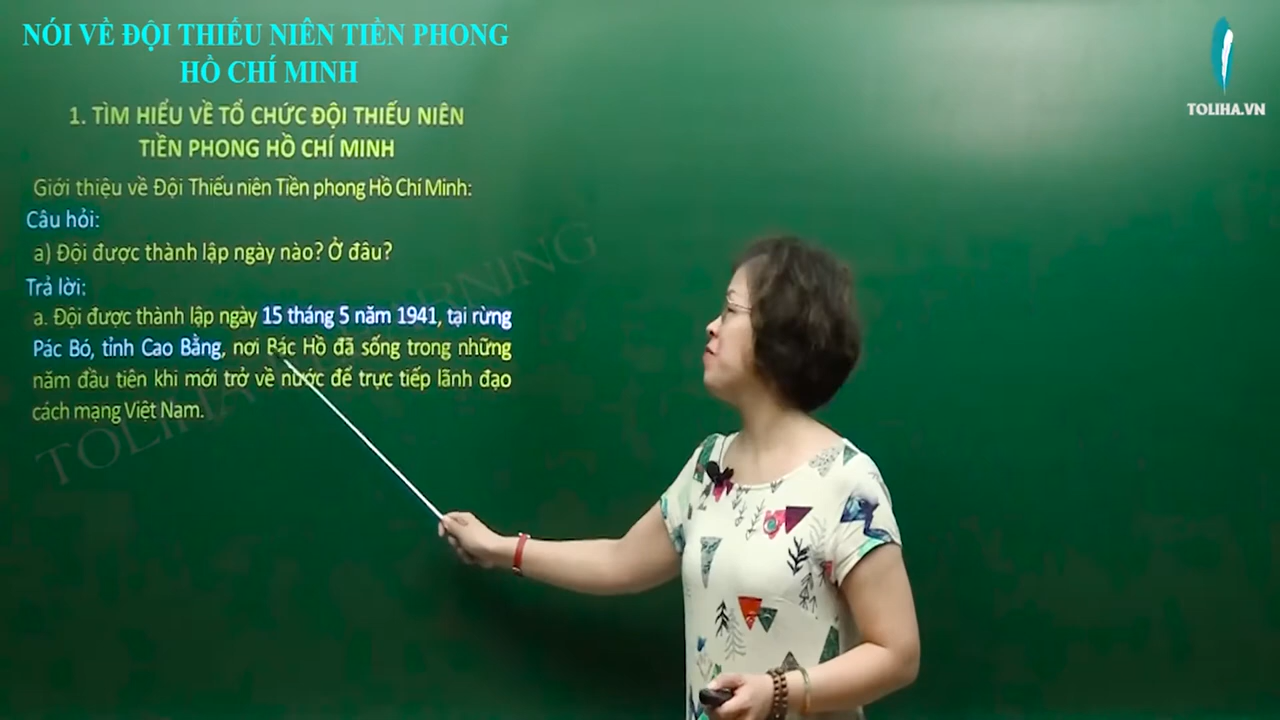 NÓI VỀ ĐỘI THIẾU NIÊN TIỀN PHONG
HỒ CHÍ MINH
TOLIHA.VN
1. TÌM HIỂU VỀ TỔ CHỨC ĐỘI THIẾU NIÊN
TIỀN PHONG HỒ CHÍ MINH
Giới thiệu về Đội Thiếu niên Tiền phong Hồ Chí Minh:
Câu hỏi:
a) Đội được thành lập ngày nào? Ở đâu?
Trả lời:
a. Đội được thành lập ngày 15 tháng 5 năm 1941, tại rừng
Pác Bó, tỉnh Cao Bằng, nơi Bác Hồ đã sống trong những
năm đầu tiên khi mới trở về nước để trực tiếp lãnh đạo
cách mạng Việt Nam.